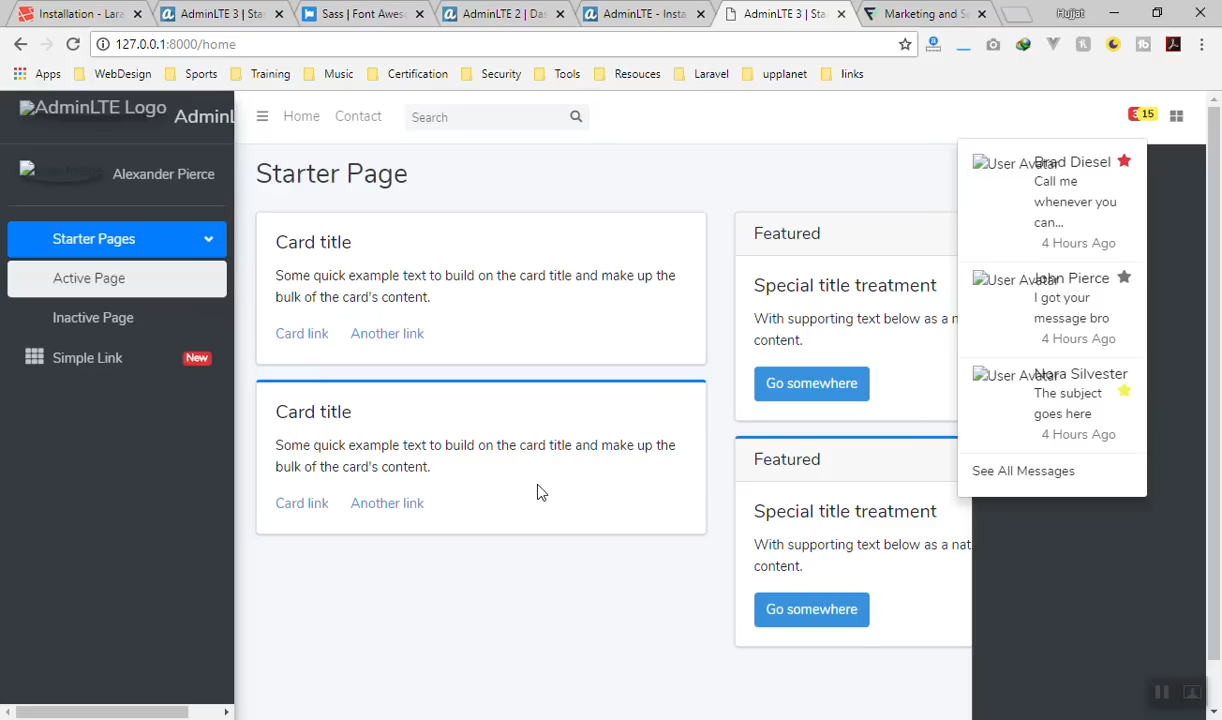 Installation - Lara
AdminLTE 3 | Sta
Sass | Font Awes
AdminLTE 2 | Da
AdminLTE - Insta
AdminLTE 3 | Sta
Marketing and S
Hujjat
127.0.0.1:8000/home
Apps
WebDesign
Sports
Training
Music
Certification
Security
Tools
Resouces
Laravel
upplanet
links
AdminLTE Logo
AdminL
Home
Contact
Search
15
Alexander Pierce
Starter Pages
Active Page
Inactive Page
Simple Link
New
Starter Page
Card title
Some quick example text to build on the card title and make up the
bulk of the card's content.
Card link
Another link
Card title
Some quick example text to build on the card title and make up the
bulk of the card's content.
Card link
Another link
Featured
Special title treatment
With supporting text below as a n
content.
Go somewhere
Featured
Special title treatment
With supporting text below as a nat
content.
Go somewhere
User Avatar
Brad Diesel
Call me
whenever you
can...
4 Hours Ago
User Avatar
John Pierce
I got your
message bro
4 Hours Ago
User Avatar
Nora Silvester
The subject
goes here
4 Hours Ago
See All Messages